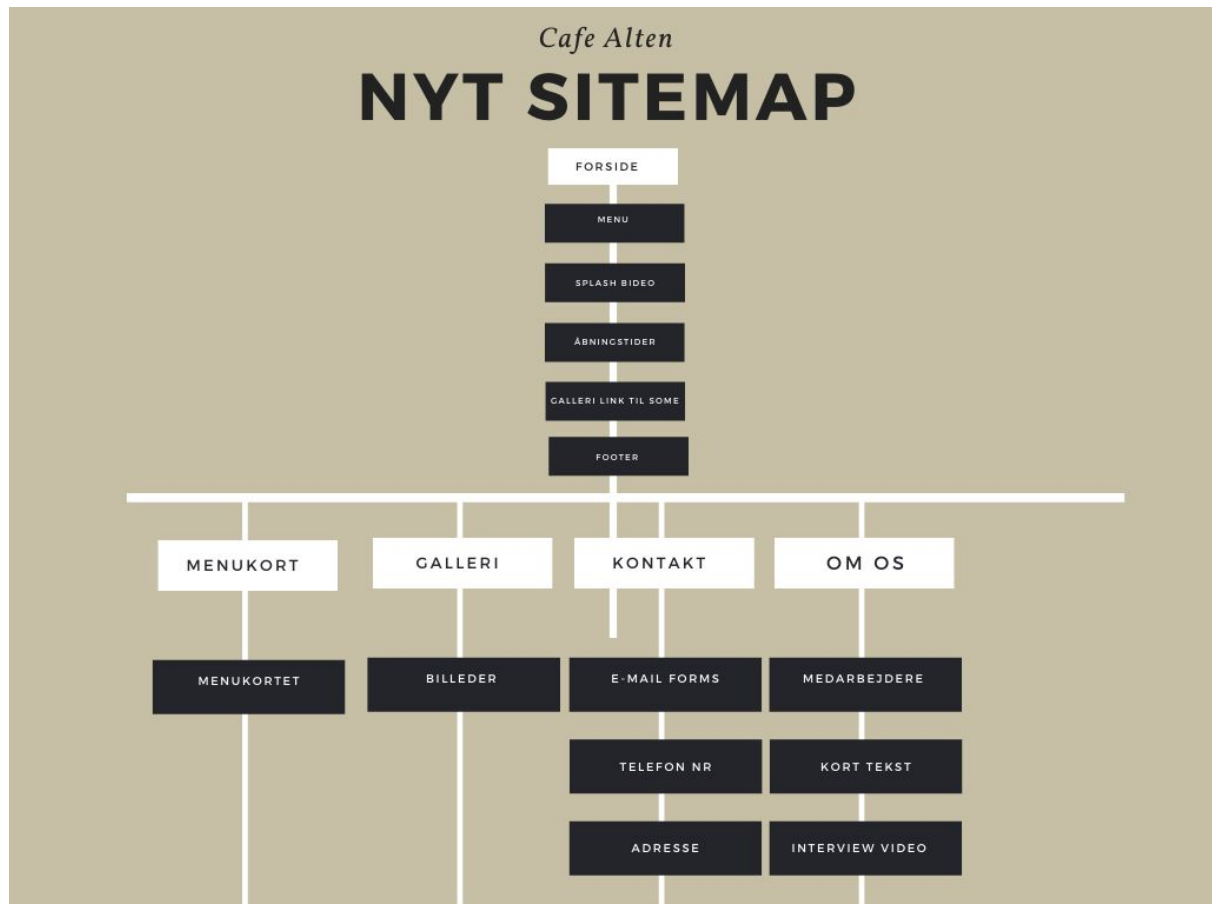 Cafe Alten
NYT SITEMAP
FORSIDE
MENU
SPLASH BIDEO
ÅBNINGSTIDER
GALLERI LINK TIL SOME
FOOTER
MENUKORT
GALLERI
KONTAKT
OM OS
MENUKORTET
BILLEDER
E-MAIL FORMS
MEDARBEJDERE
TELEFON NR
KORT TEKST
ADRESSE
INTERVIEW VIDEO